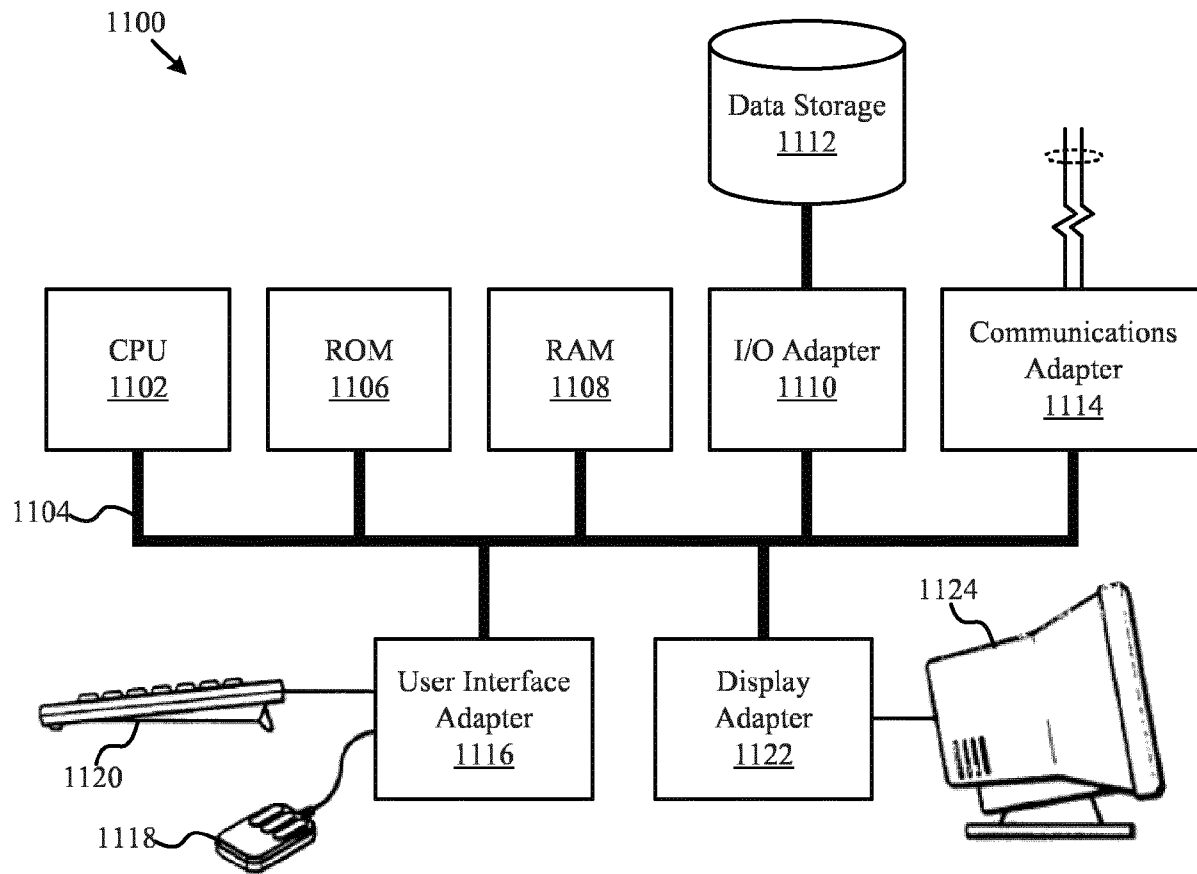 1100
Data Storage
1112
CPU
1102
ROM
1106
RAM
1108
I/O Adapter
1110
Communications
Adapter
1114
1104
1124
User Interface
Adapter
1116
Display
Adapter
1122
1120
1118